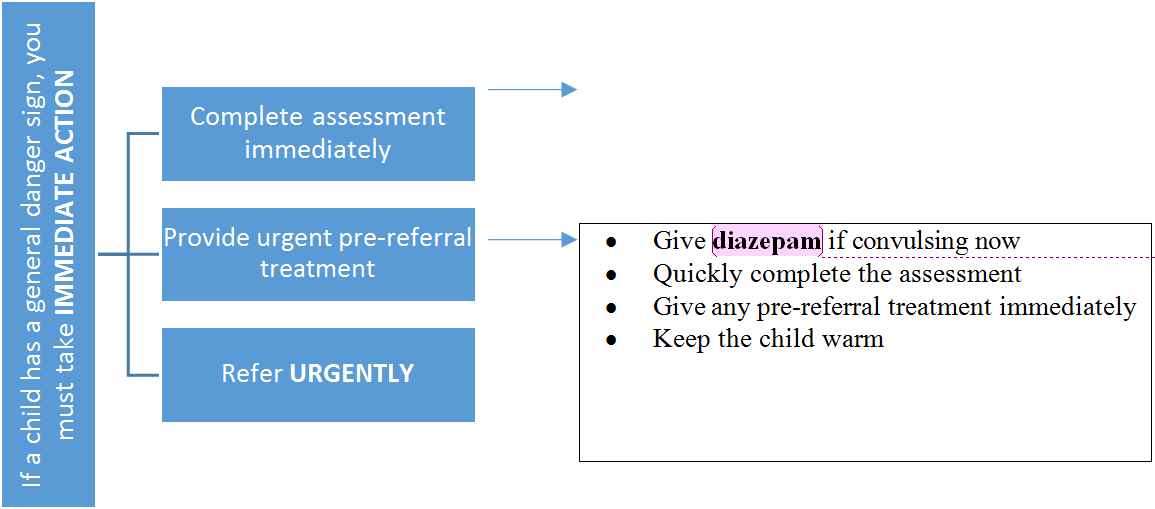 If a child has a general danger sign, you
must take IMMEDIATE ACTION
Complete assessment
immediately
Provide urgent pre-referral
treatment
Refer URGENTLY
• Give diazepam if convulsing now
• Quickly complete the assessment
• Give any pre-referral treatment immediately
• Keep the child warm